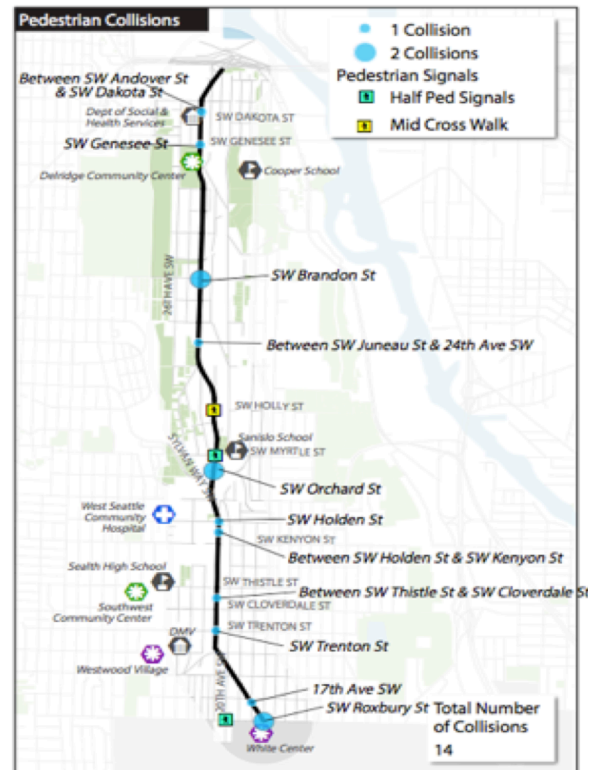 Pedestrian Collisions
1 Collision
2 Collisions
Pedestrian Signals
Half Ped Signals
Mid Cross Walk
Between SW Andover St
& SW Dakota St
Dept of Social &
Health Services
SW DAKOTA ST
SW Genesee St
SW GENESEE ST
Delridge Community Center
Cooper School
26TH AVE SW
SW Brandon St
Between SW Juneau St & 24th Ave SW
SW HOLLY ST
Sanislo School
SW MYRTLE ST
SYLVAN WAY SW
SW Orchard St
West Seattle
Community
Hospital
SW Holden St
SW KENYON ST
Between SW Holden St & SW Kenyon St
Sealth High School
SW THISTLE ST
Between SW Thistle St & SW Cloverdale St
Southwest
Community Center
SW CLOVERDALE ST
SW TRENTON ST
DMV
SW Trenton St
Westwood Village
20TH AVE SW
17th Ave SW
SW Roxbury St
White Center
Total Number
of Collisions
14